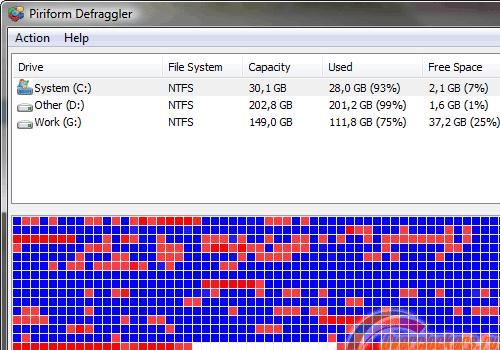 Piriform Defraggler
Action Help
Drive File System Capacity Used Free Space
System (C:) NTFS 30,1 GB 28,0 GB (93%) 2,1 GB (7%)
Other (D:) NTFS 202,8 GB 201,2 GB (99%) 1,6 GB (1%)
Work (G:) NTFS 149,0 GB 111,8 GB (75%) 37,2 GB (25%)